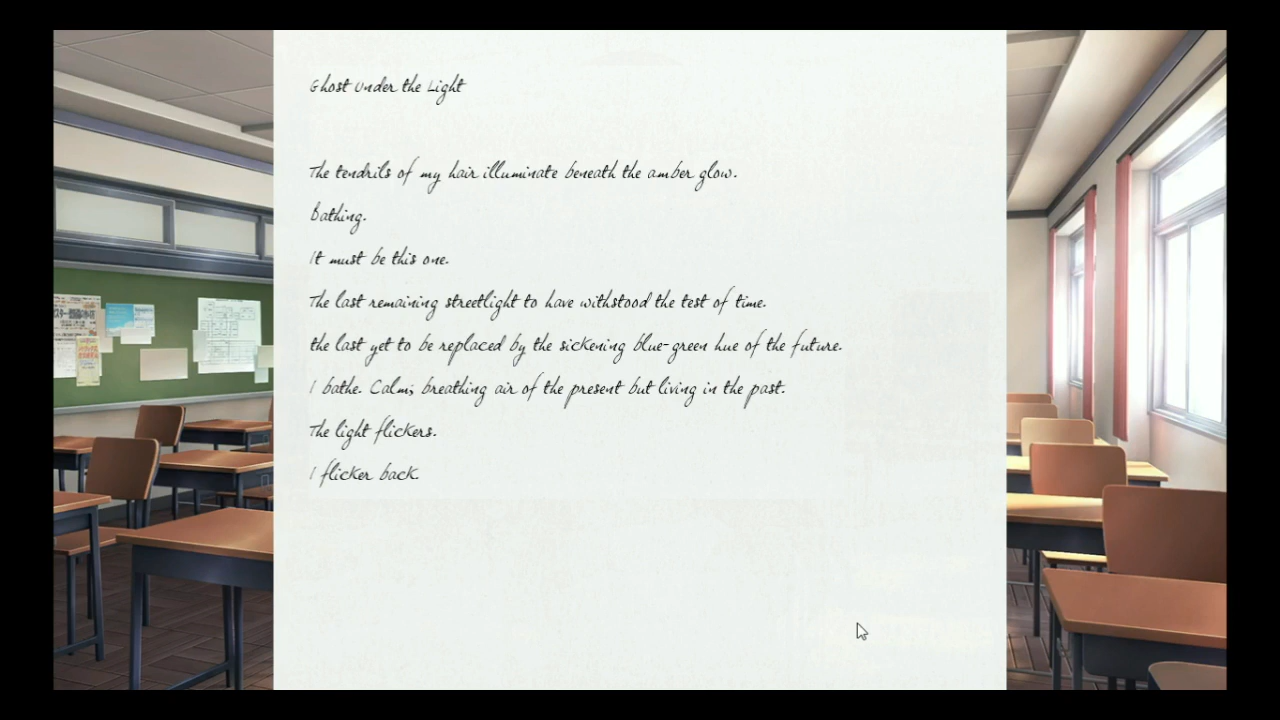 Ghost Under the Light
The tendrils of my hair illuminate beneath the amber glow.
Bathing.
It must be this one.
The last remaining streetlight to have withstood the test of time.
the last yet to be replaced by the sickening blue-green hue of the future.
I bathe. Calm; breathing air of the present but living in the past.
The light flickers.
I flicker back.